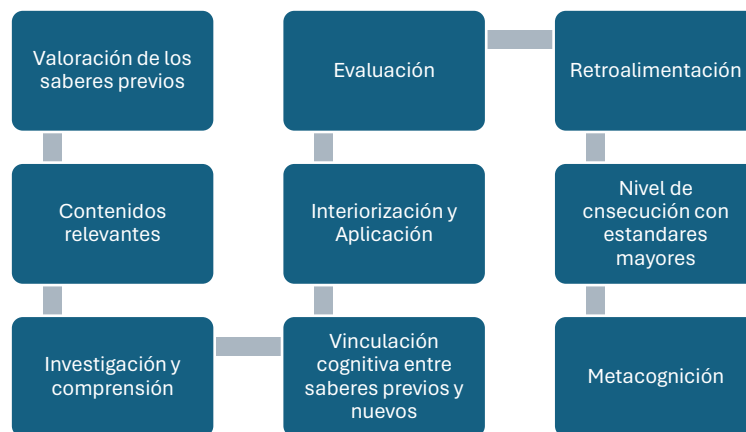 Valoración de los
saberes previos
Contenidos
relevantes
Investigación y
comprensión
Vinculación
cognitiva entre
saberes previos y
nuevos
Interiorización y
Aplicación
Evaluación
Retroalimentación
Nivel de
cnsecución con
estandares
mayores
Metacognición